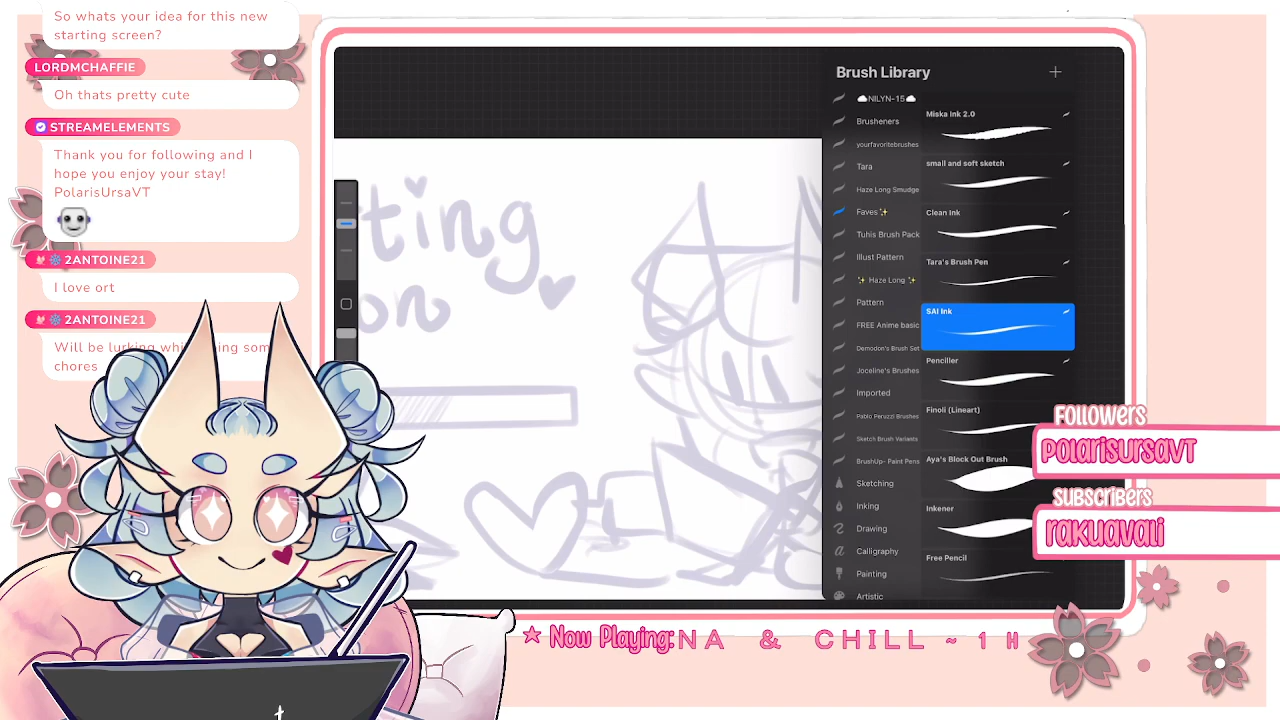 So whats your idea for this new
starting screen?
LORDMCHAFFIE
Oh thats pretty cute
STREAMELEMENTS
Thank you for following and I
hope you enjoy your stay!
PolarisUrsaVT
2ANTOINE21
I love ort
2ANTOINE21
Will be lurking whi
ing som
chores
ting
on
Brush Library
☁️NILYN-15☁️
Brusheners
yourfavoritebrushes
Tara
Haze Long Smudge
Faves✨
Tuhis Brush Pack
Illust Pattern
✨ Haze Long ✨
Pattern
FREE Anime basic
Demodon's Brush Set
Joceline's Brushes
Imported
Pablo Peruzzi Brushes
Sketch Brush Variants
BrushUp- Paint Pens
Sketching
Inking
Drawing
Calligraphy
Painting
Artistic
Miska Ink 2.0
small and soft sketch
Clean Ink
Tara's Brush Pen
SAI Ink
Penciller
Finoli (Lineart)
Aya's Block Out Brush
Inkener
Free Pencil
Followers
PolarisUrsaVT
Subscribers
rakuavali
★ Now Playing: NA & CHILL ~ 1 H